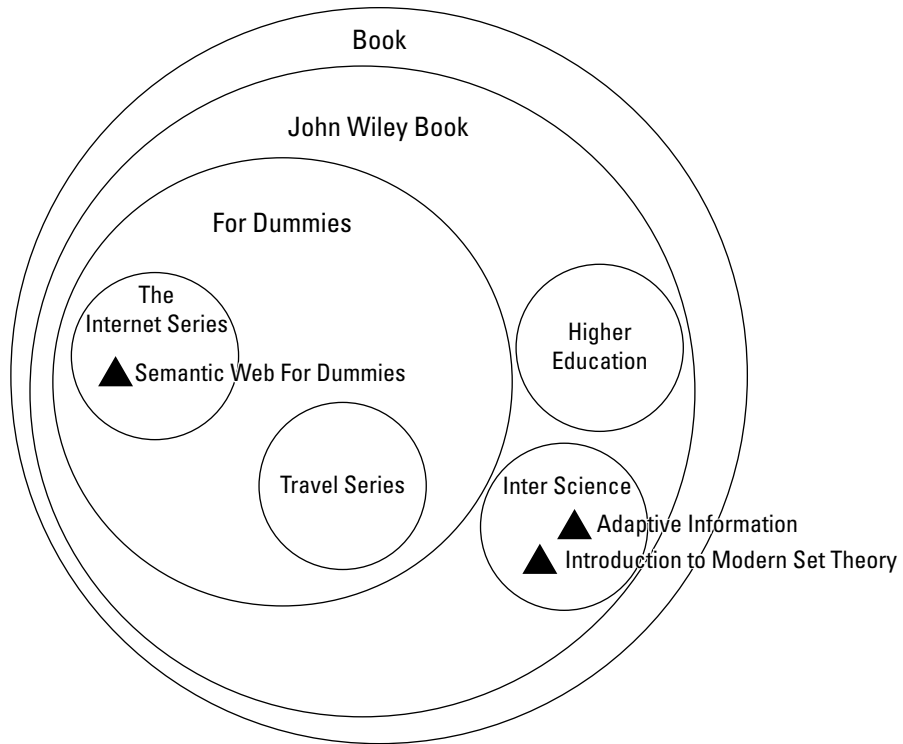 Book
John Wiley Book
For Dummies
The
Internet Series
Semantic Web For Dummies
Travel Series
Higher
Education
Inter Science
Adaptive Information
Introduction to Modern Set Theory